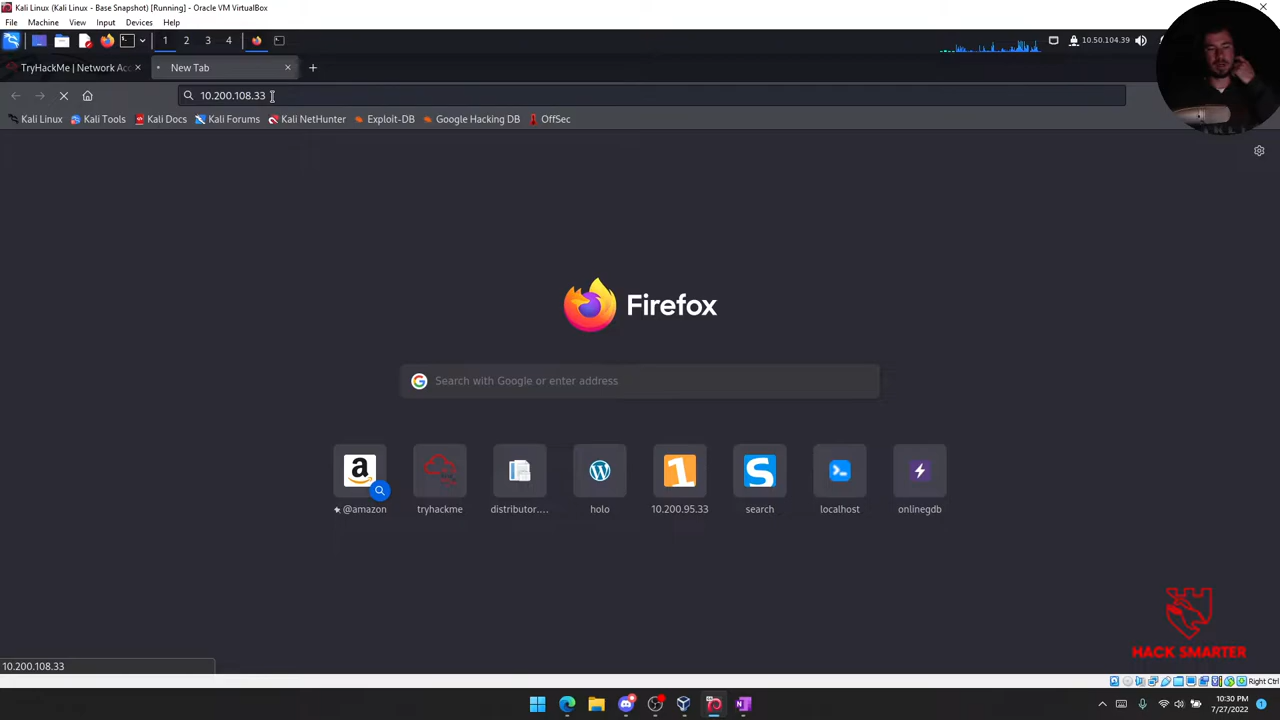 Kali Linux (Kali Linux - Base Snapshot) [Running] - Oracle VM VirtualBox
File Machine View Input Devices Help
1 2 3 4 10.50.104.39
TryHackMe | Network Acc New Tab
10.200.108.33
Kali Linux Kali Tools Kali Docs Kali Forums Kali NetHunter Exploit-DB Google Hacking DB OffSec
Firefox
Search with Google or enter address
@amazon tryhackme distributor.... holo 10.200.95.33 search localhost onlinegdb
HACK SMARTER
10.200.108.33
Right Ctrl
10:30 PM
7/27/2022